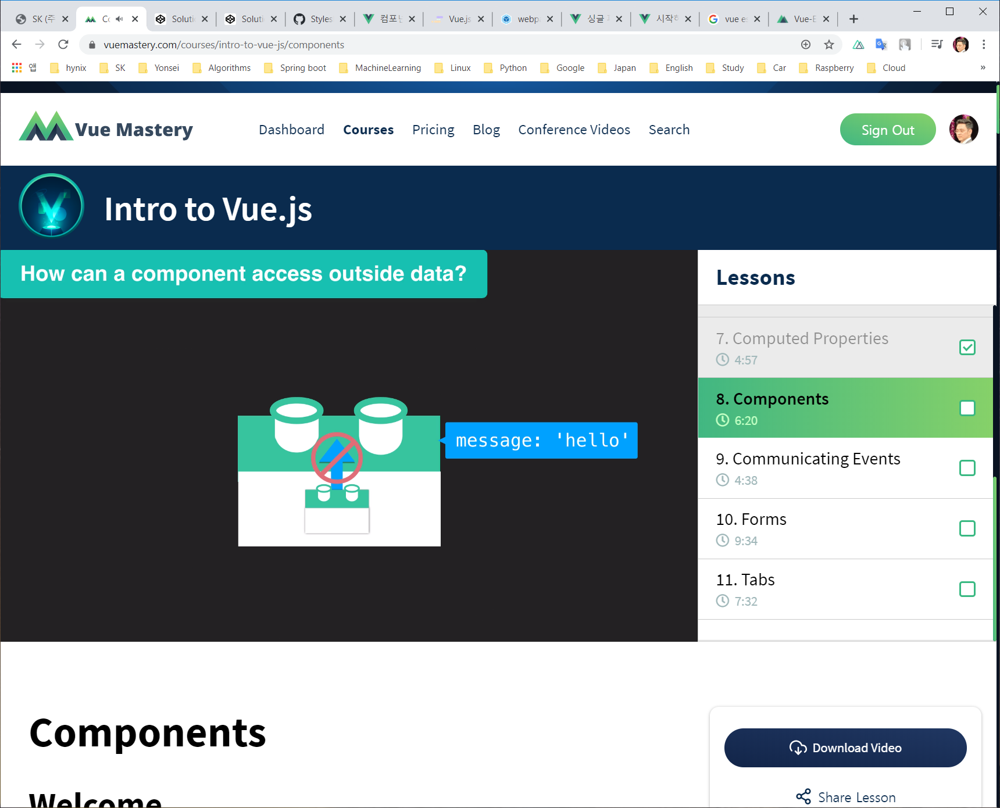 SK (주
Co
Soluti
Soluti
Styles
컴포넌
Vue.js
webpa
싱글
시작하
vue es
Vue-E
vuemastery.com/courses/intro-to-vue-js/components
앱
hynix
SK
Yonsei
Algorithms
Spring boot
MachineLearning
Linux
Python
Google
Japan
English
Study
Car
Raspberry
Cloud
»
Vue Mastery
Dashboard
Courses
Pricing
Blog
Conference Videos
Search
Sign Out
Intro to Vue.js
How can a component access outside data?
message: 'hello'
Lessons
7. Computed Properties
4:57
8. Components
6:20
9. Communicating Events
4:38
10. Forms
9:34
11. Tabs
7:32
Components
Download Video
Share Lesson
Welcome